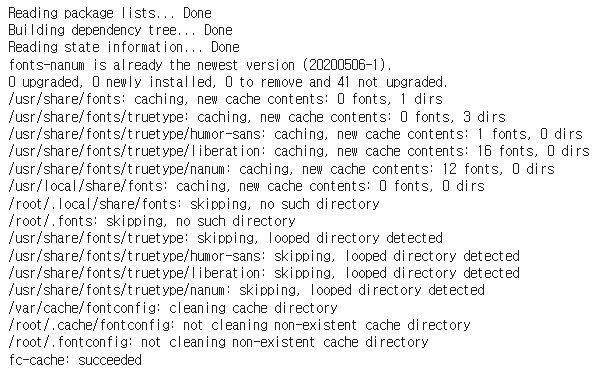 Reading package lists... Done
Building dependency tree... Done
Reading state information... Done
fonts-nanum is already the newest version (20200506-1).
0 upgraded, 0 newly installed, 0 to remove and 41 not upgraded.
/usr/share/fonts: caching, new cache contents: 0 fonts, 1 dirs
/usr/share/fonts/truetype: caching, new cache contents: 0 fonts, 3 dirs
/usr/share/fonts/truetype/humor-sans: caching, new cache contents: 1 fonts, 0 dirs
/usr/share/fonts/truetype/liberation: caching, new cache contents: 16 fonts, 0 dirs
/usr/share/fonts/truetype/nanum: caching, new cache contents: 12 fonts, 0 dirs
/usr/local/share/fonts: caching, new cache contents: 0 fonts, 0 dirs
/root/.local/share/fonts: skipping, no such directory
/root/.fonts: skipping, no such directory
/usr/share/fonts/truetype: skipping, looped directory detected
/usr/share/fonts/truetype/humor-sans: skipping, looped directory detected
/usr/share/fonts/truetype/liberation: skipping, looped directory detected
/usr/share/fonts/truetype/nanum: skipping, looped directory detected
/var/cache/fontconfig: cleaning cache directory
/root/.cache/fontconfig: not cleaning non-existent cache directory
/root/.fontconfig: not cleaning non-existent cache directory
fc-cache: succeeded